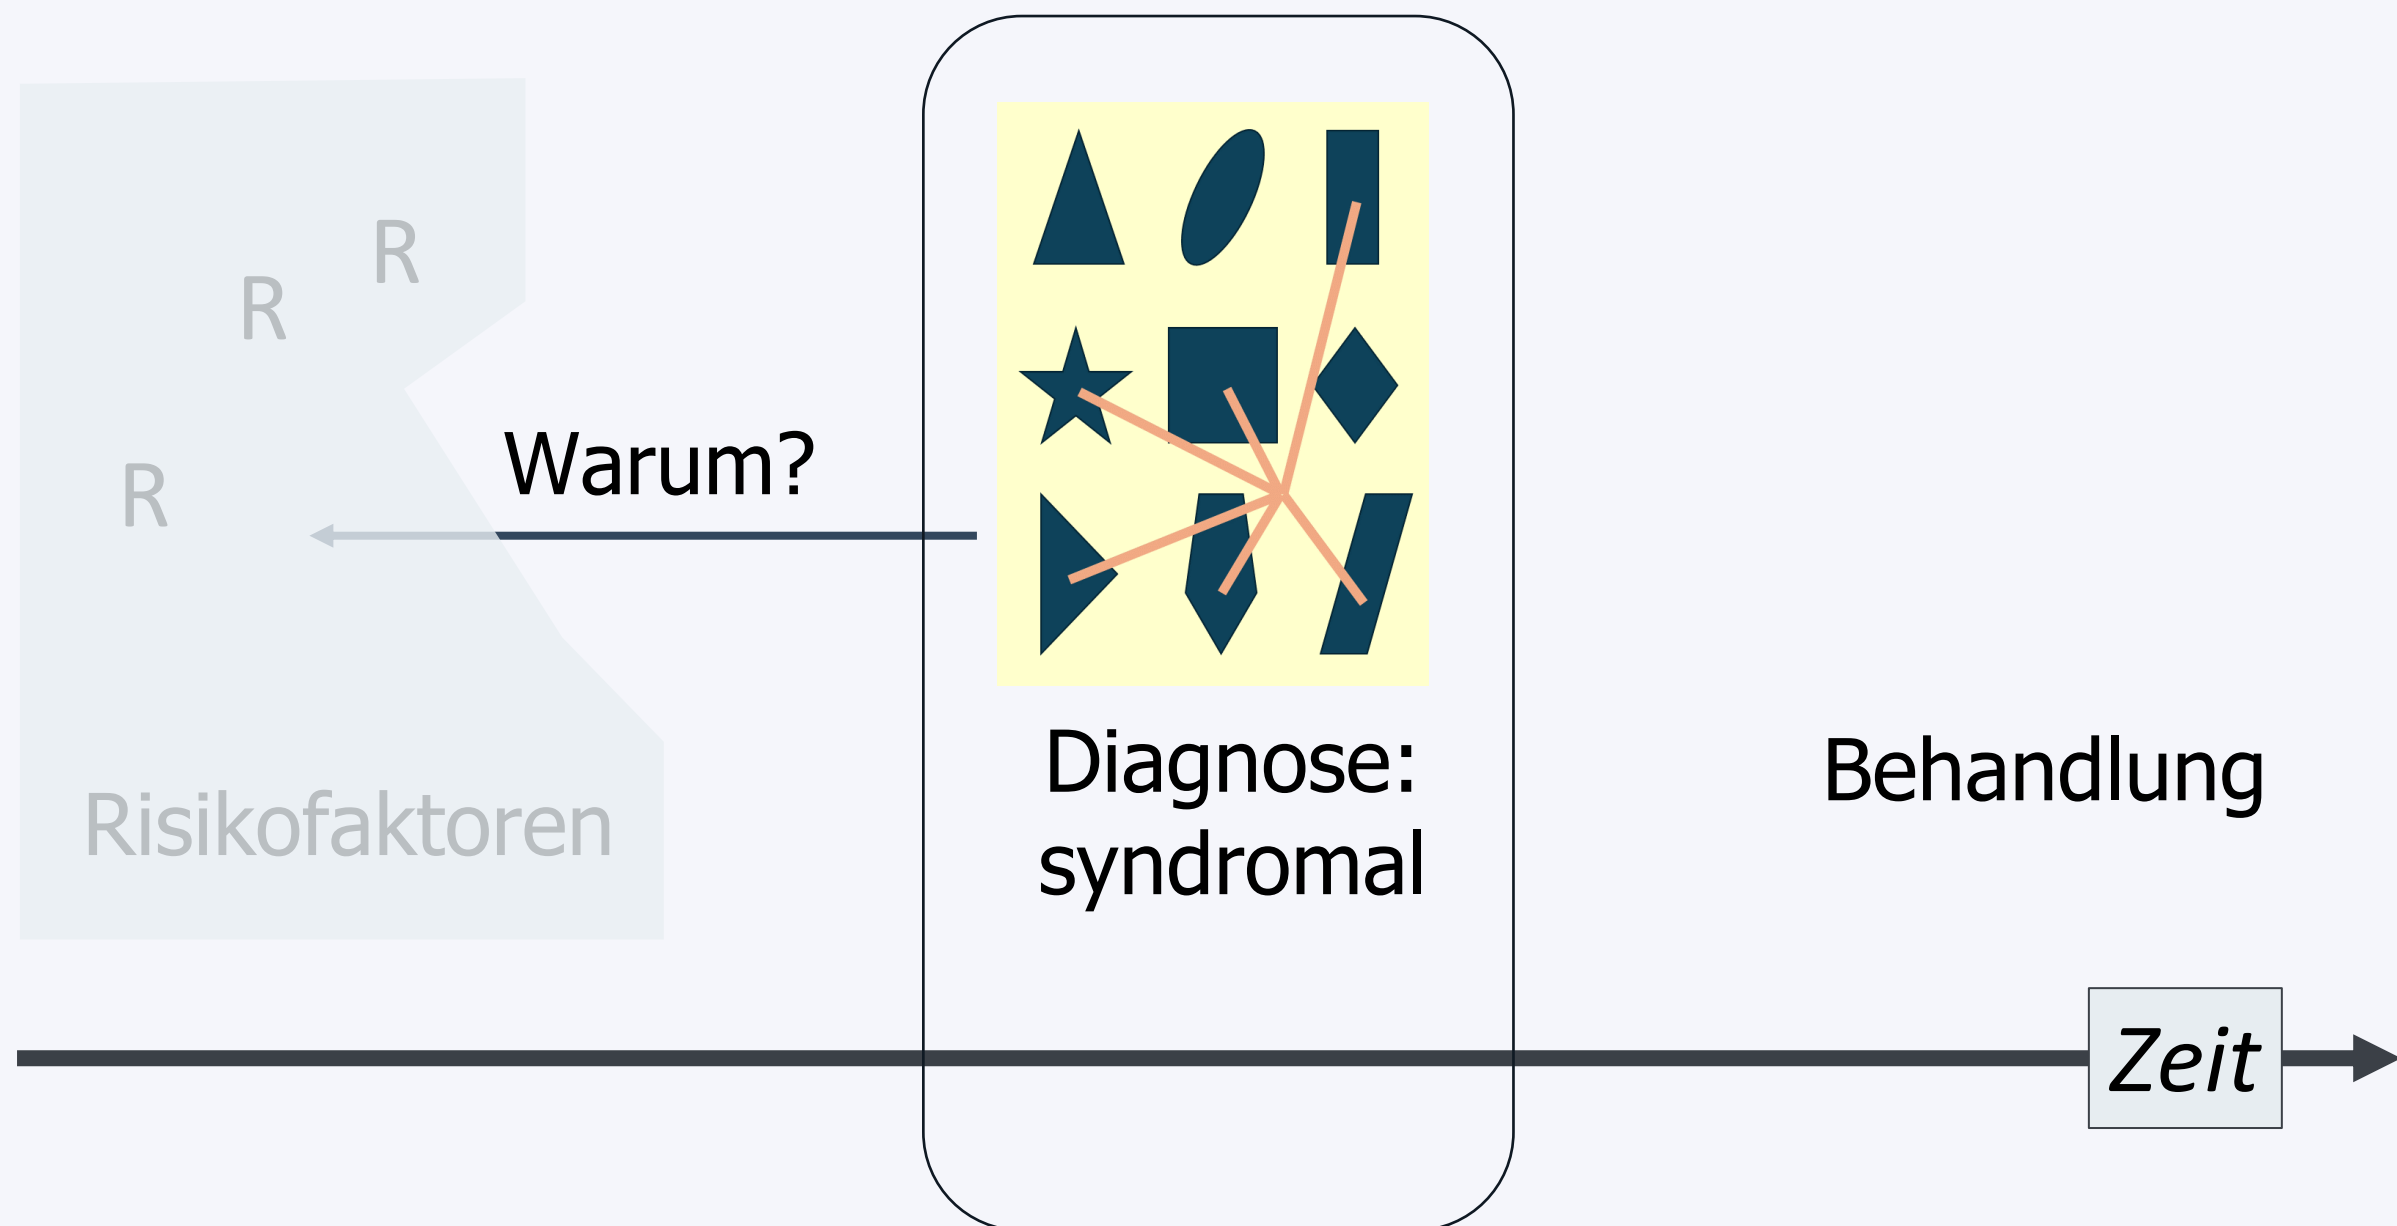 R
R
R
Warum?
Risikofaktoren
Diagnose:
syndromal
Behandlung
Zeit